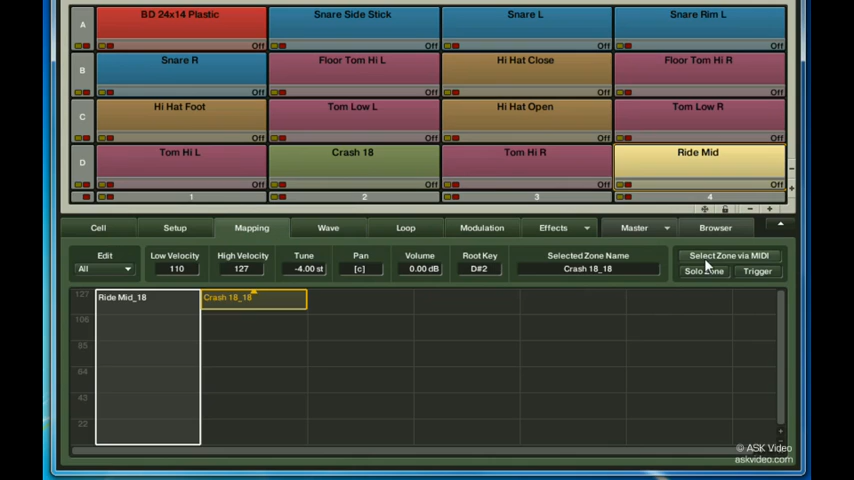 A BD 24x14 Plastic Snare Side Stick Snare L Snare Rim L
Off Off Off Off
B Snare R Floor Tom Hi L Hi Hat Close Floor Tom Hi R
Off Off Off Off
C Hi Hat Foot Tom Low L Hi Hat Open Tom Low R
Off Off Off Off
D Tom Hi L Crash 18 Tom Hi R Ride Mid
Off Off Off Off
1 2 3 4
Cell Setup Mapping Wave Loop Modulation Effects Master Browser
Edit Low Velocity High Velocity Tune Pan Volume Root Key Selected Zone Name Select Zone via MIDI
All 110 127 -4.00 st [c] 0.00 dB D#2 Crash 18_18 Solo Zone Trigger
127 Ride Mid_18 Crash 18_18
106
85
64
43
22
© ASK Video
askvideo.com